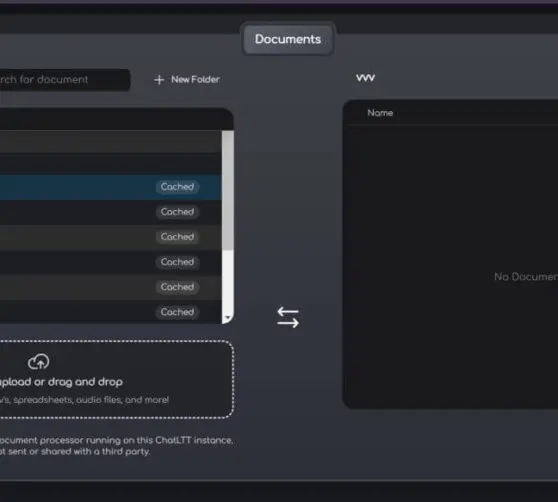 Documents
rch for document
+ New Folder
vvv
Name
Cached
Cached
Cached
Cached
Cached
Cached
No Documen
upload or drag and drop
v's, spreadsheets, audio files, and more!
ocument processor running on this ChatLTT instance.
ot sent or shared with a third party.